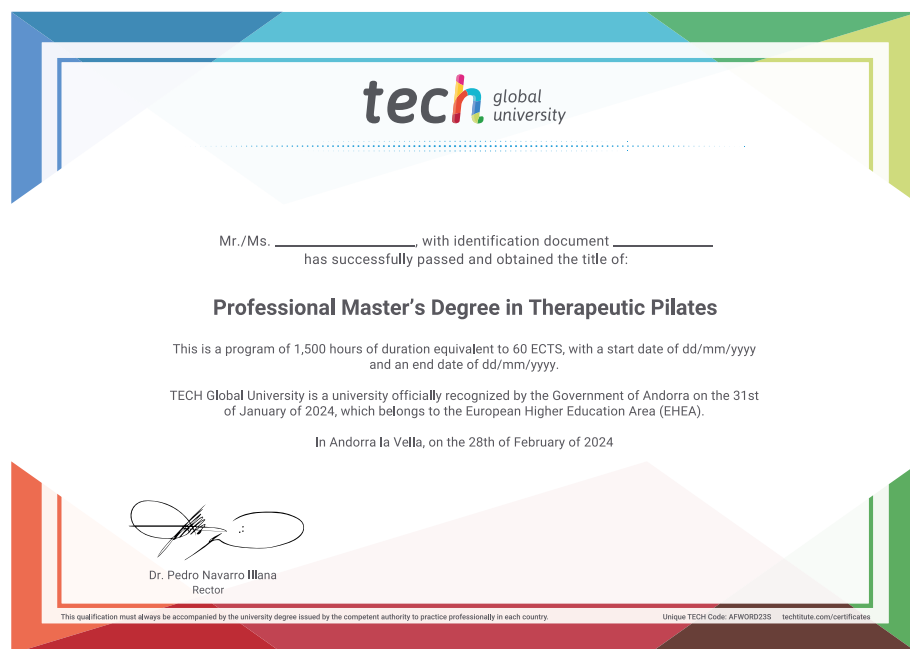 tech global university
Mr./Ms. ____________, with identification document ____________
has successfully passed and obtained the title of:
Professional Master's Degree in Therapeutic Pilates
This is a program of 1,500 hours of duration equivalent to 60 ECTS, with a start date of dd/mm/yyyy
and an end date of dd/mm/yyyy.
TECH Global University is a university officially recognized by the Government of Andorra on the 31st
of January of 2024, which belongs to the European Higher Education Area (EHEA).
In Andorra la Vella, on the 28th of February of 2024
Dr. Pedro Navarro Illana
Rector
This qualification must always be accompanied by the university degree issued by the competent authority to practice professionally in each country.
Unique TECH Code: AFWORD23S techtitute.com/certificates